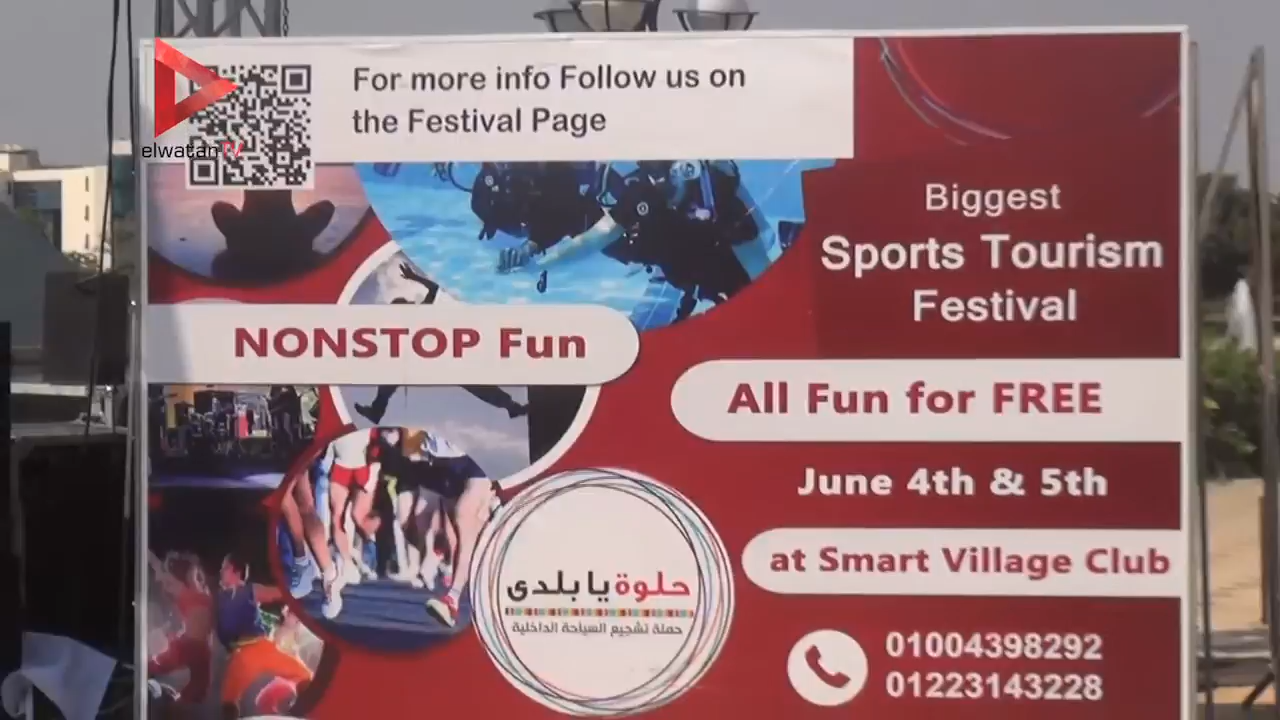 elwatanTV
For more info Follow us on
the Festival Page
Biggest
Sports Tourism
Festival
NONSTOP Fun
All Fun for FREE
June 4th & 5th
at Smart Village Club
حلوة يا بلدى
حملة تشجيع السياحة الداخلية
01004398292
01223143228